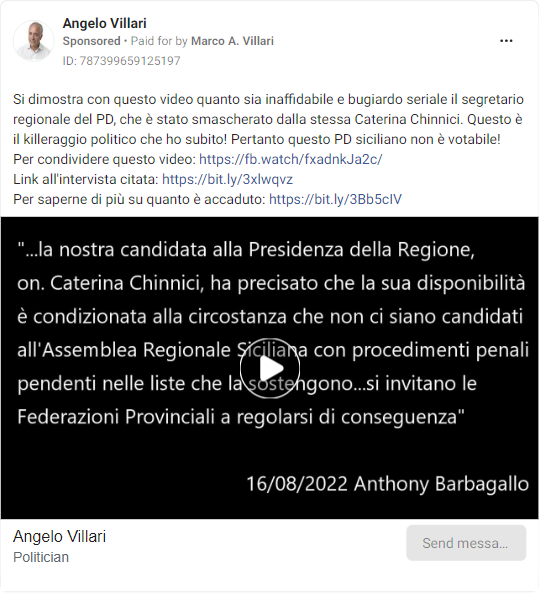 Angelo Villari
Sponsored • Paid for by Marco A. Villari
ID: 787399659125197
Si dimostra con questo video quanto sia inaffidabile e bugiardo seriale il segretario
regionale del PD, che è stato smascherato dalla stessa Caterina Chinnici. Questo è
il killeraggio politico che ho subito! Pertanto questo PD siciliano non è votabile!
Per condividere questo video: https://fb.watch/fxadnkJa2c/
Link all'intervista citata: https://bit.ly/3xlwqvz
Per saperne di più su quanto è accaduto: https://bit.ly/3Bb5cIV
"...la nostra candidata alla Presidenza della Regione,
on. Caterina Chinnici, ha precisato che la sua disponibilità
è condizionata alla circostanza che non ci siano candidati
all'Assemblea Regionale Siciliana con procedimenti penali
pendenti nelle liste che la sostengono...si invitano le
Federazioni Provinciali a regolarsi di conseguenza"
16/08/2022 Anthony Barbagallo
Angelo Villari
Politician
Send messa...